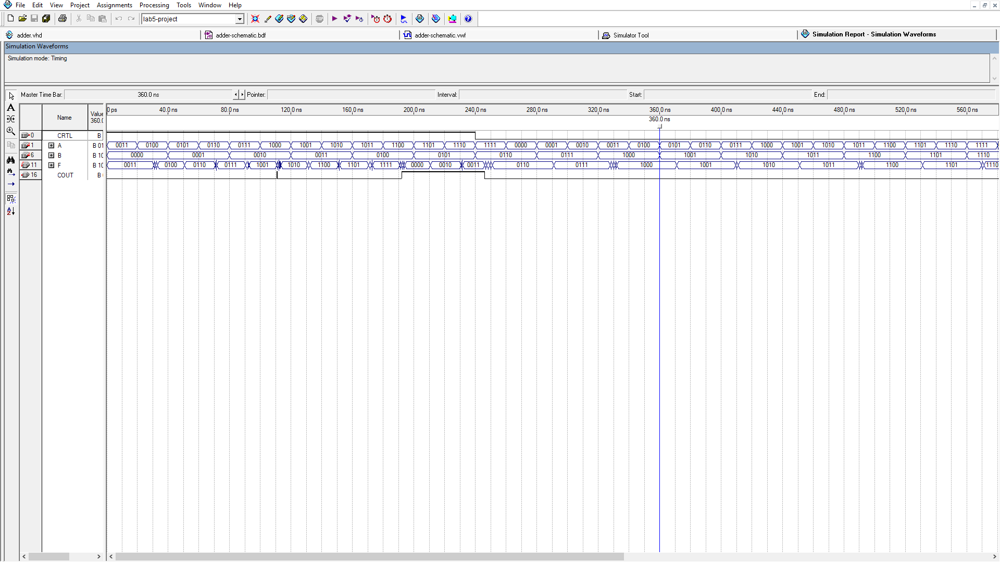 File Edit View Project Assignments Processing Tools Window Help
lab5-project
adder.vhd adder-schematic.bdf adder-schematic.vwf Simulator Tool Simulation Report - Simulation Waveforms
Simulation Waveforms
Simulation mode: Timing
Master Time Bar: 360.0 ns Pointer: Interval: Start: End:
Name
Value
360.0
0 ps 40.0 ns 80.0 ns 120.0 ns 160.0 ns 200.0 ns 240.0 ns 280.0 ns 320.0 ns 360.0 ns 400.0 ns 440.0 ns 480.0 ns 520.0 ns 560.0 ns
360.0 ns
0 CRTL B
1 A B 01 0011 0100 0101 0110 0111 1000 1001 1010 1011 1100 1101 1110 1111 0000 0001 0010 0011 0100 0101 0110 0111 1000 1001 1010 1011 1100 1101 1110 1111
6 B B 10 0000 0001 0010 0011 0100 0101 0110 0111 1000 1001 1010 1011 1100 1101 1110
11 F B 10 0011 0100 0110 0111 1001 1010 1100 1101 1111 0000 0010 0011 0110 0111 1000 1001 1010 1011 1100 1101 1110
16 COUT B